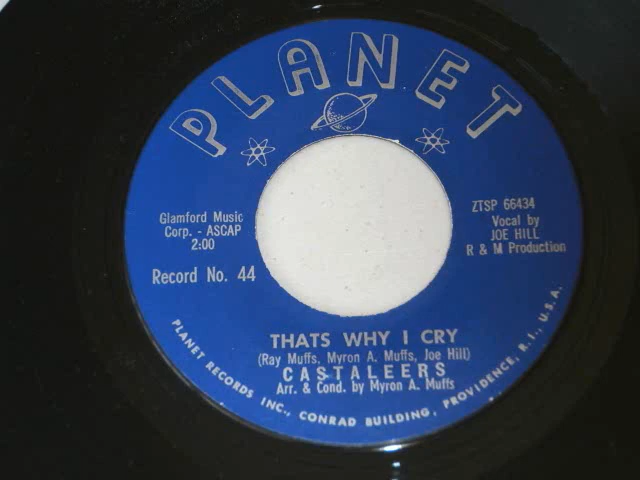 PLANET
Glamford Music
Corp. - ASCAP
2:00
Record No. 44
ZTSP 66434
Vocal by
JOE HILL
R & M Production
THATS WHY I CRY
(Ray Muffs, Myron A. Muffs, Joe Hill)
CASTALEERS
Arr. & Cond. by Myron A. Muffs
PLANET RECORDS INC., CONRAD BUILDING, PROVIDENCE, R.I., U.S.A.